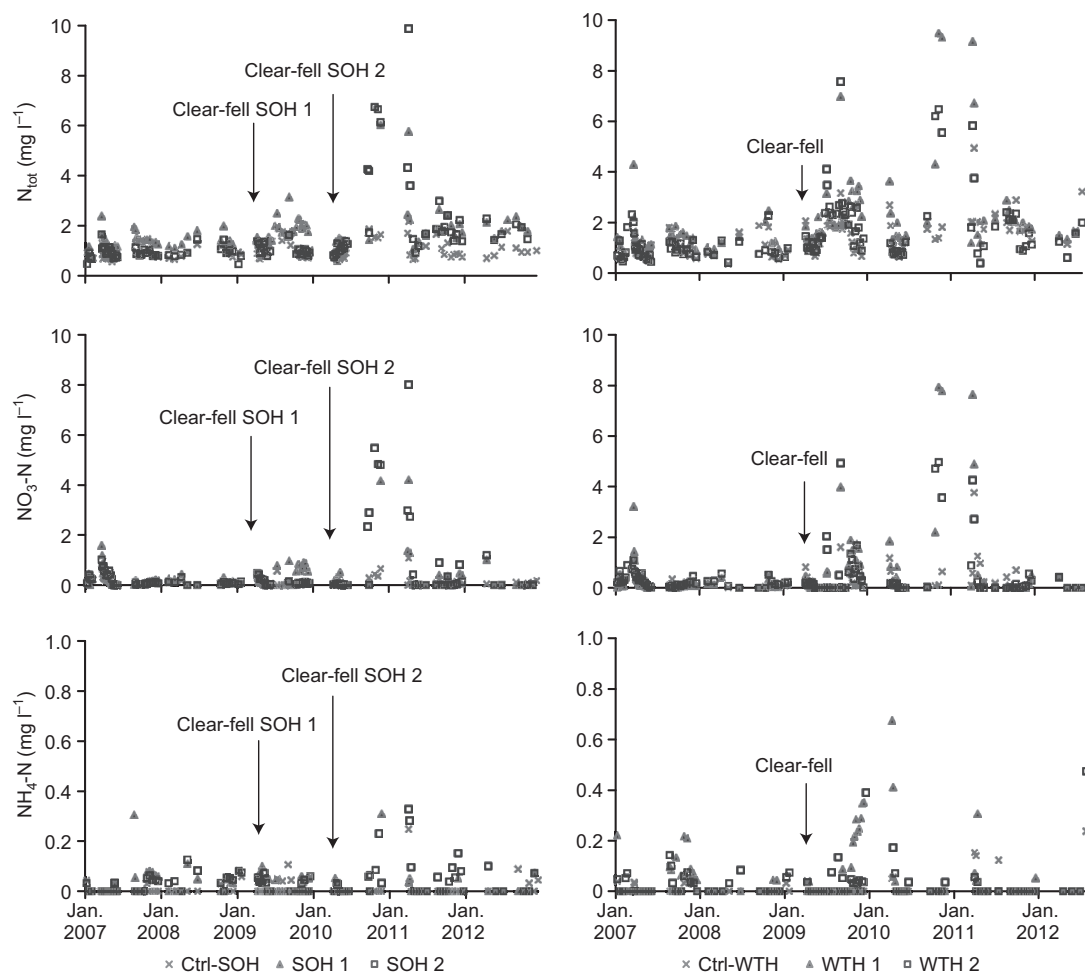 10
8
6
4
2
0
N_tot (mg l⁻¹)
Clear-fell SOH 1
Clear-fell SOH 2
10
8
6
4
2
0
Clear-fell
10
8
6
4
2
0
NO₃-N (mg l⁻¹)
Clear-fell SOH 2
Clear-fell SOH 1
10
8
6
4
2
0
Clear-fell
1.0
0.8
0.6
0.4
0.2
0
NH₄-N (mg l⁻¹)
Clear-fell SOH 2
Clear-fell SOH 1
Jan. 2007
Jan. 2008
Jan. 2009
Jan. 2010
Jan. 2011
Jan. 2012
1.0
0.8
0.6
0.4
0.2
0
Clear-fell
Jan. 2007
Jan. 2008
Jan. 2009
Jan. 2010
Jan. 2011
Jan. 2012
Ctrl-SOH SOH 1 SOH 2
Ctrl-WTH WTH 1 WTH 2